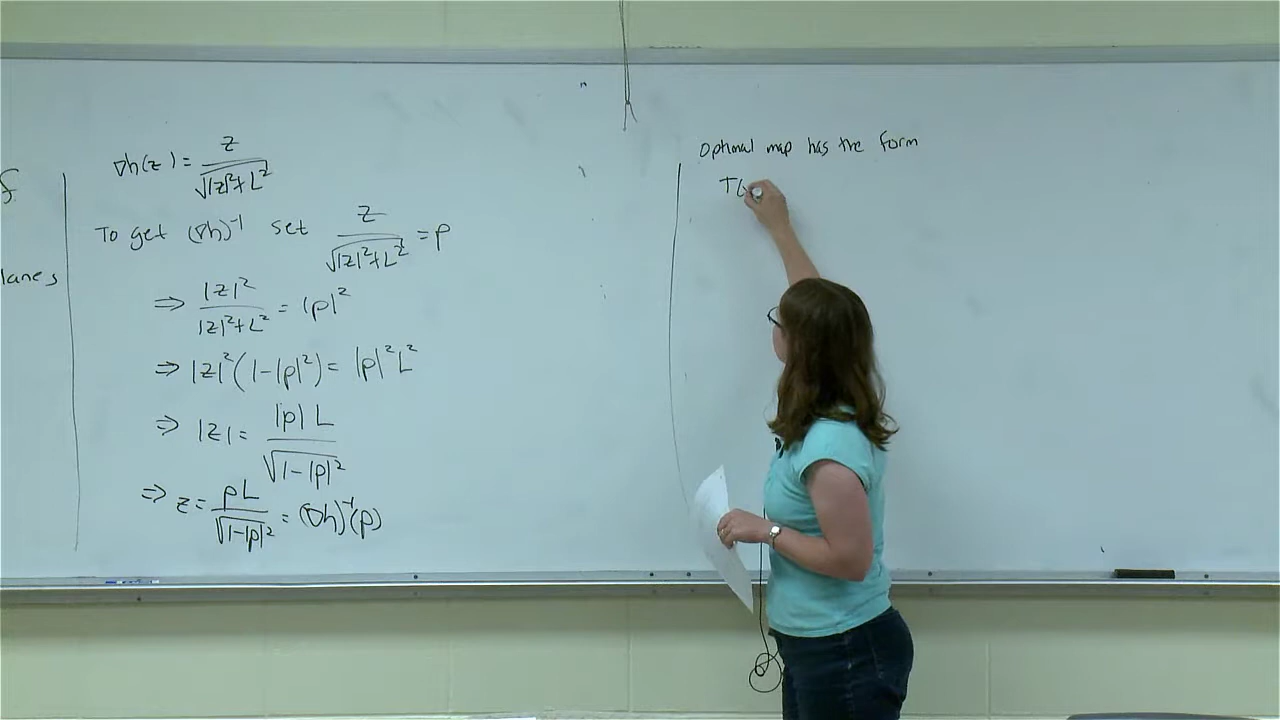 f.
lanes
∇h(z) = z / √(|z|²+L²)
To get (∇h)⁻¹ set z / √(|z|²+L²) = p
⇒ |z|² / (|z|²+L²) = |p|²
⇒ |z|²(1-|p|²) = |p|²L²
⇒ |z| = |p|L / √(1-|p|²)
⇒ z = pL / √(1-|p|²) = (∇h)⁻¹(p)
Optimal map has the form
T(x